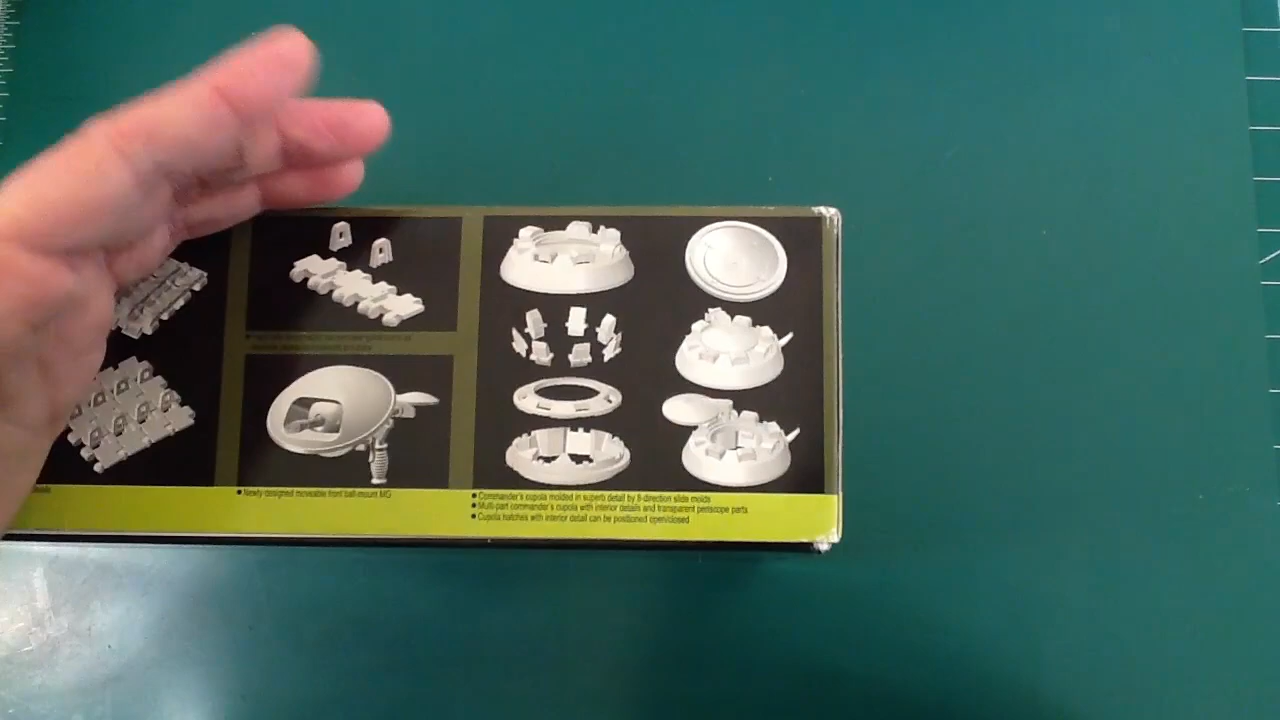 ● Newly designed moveable front ball-mount MG
● Commander's cupola molded in superb detail by 8-direction slide molds
● Multi-part commander's cupola with interior details and transparent periscope parts
● Cupola hatches with interior detail can be positioned open/closed